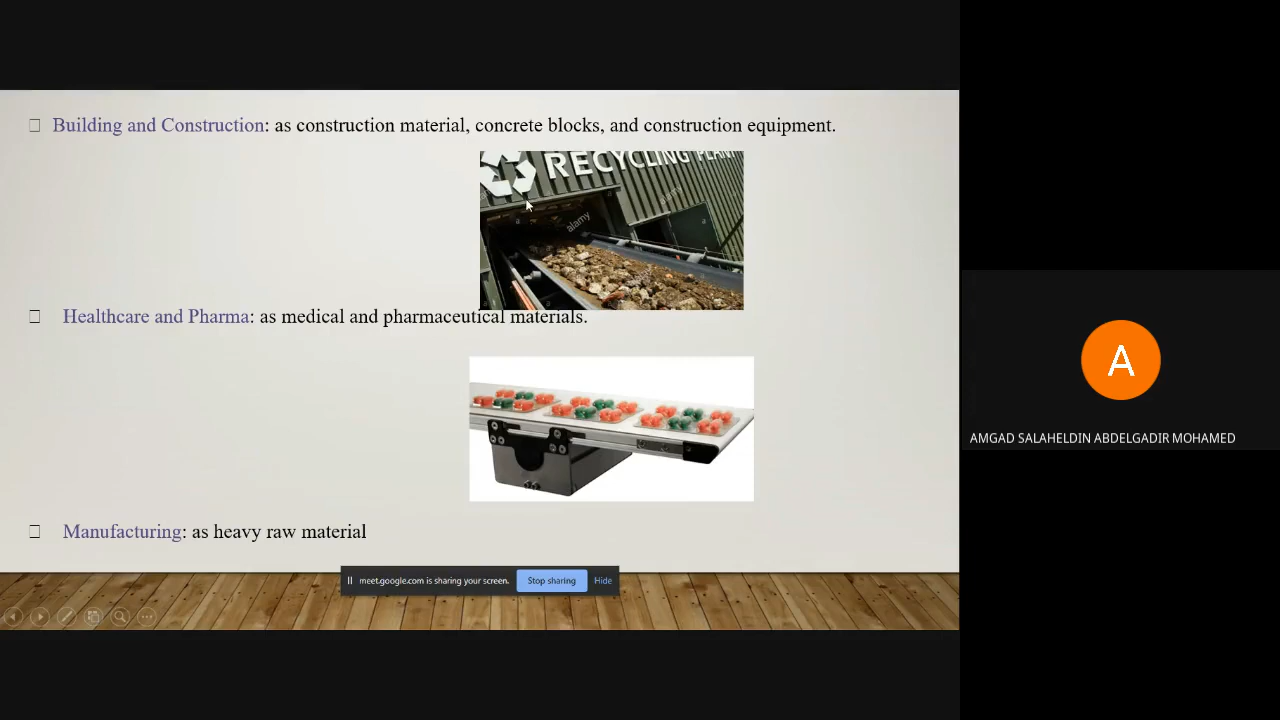 Building and Construction: as construction material, concrete blocks, and construction equipment.
RECYCLING PLANT
alamy
alamy
Healthcare and Pharma: as medical and pharmaceutical materials.
Manufacturing: as heavy raw material
meet.google.com is sharing your screen. Stop sharing Hide
A
AMGAD SALAHELDIN ABDELGADIR MOHAMED